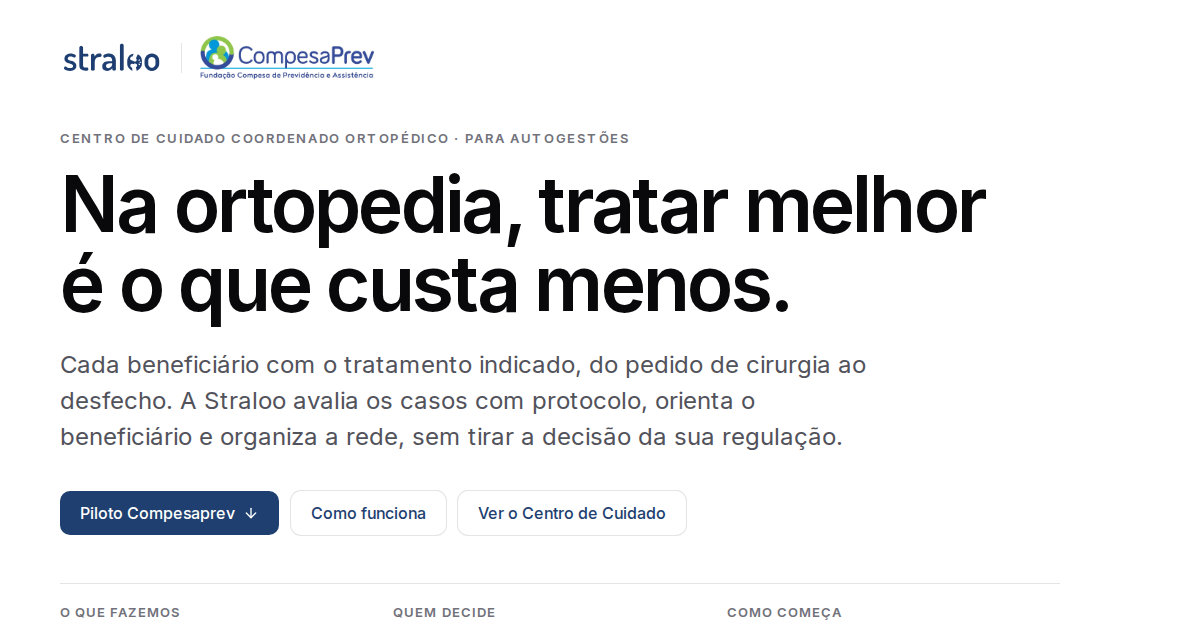 straloo
CompesaPrev
Fundação Compesa de Previdência e Assistência
CENTRO DE CUIDADO COORDENADO ORTOPÉDICO · PARA AUTOGESTÕES
Na ortopedia, tratar melhor
é o que custa menos.
Cada beneficiário com o tratamento indicado, do pedido de cirurgia ao
desfecho. A Straloo avalia os casos com protocolo, orienta o
beneficiário e organiza a rede, sem tirar a decisão da sua regulação.
Piloto Compesaprev ↓
Como funciona
Ver o Centro de Cuidado
O QUE FAZEMOS
QUEM DECIDE
COMO COMEÇA